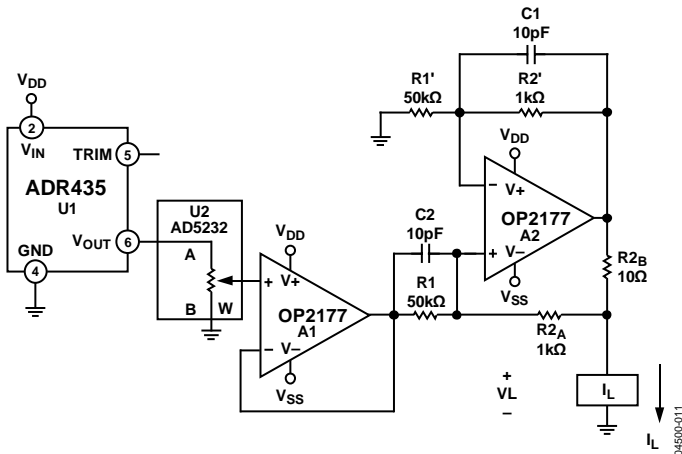 C1
10pF
R1'
50kΩ
R2'
1kΩ
VDD
2
VIN
TRIM
5
ADR435
U1
VOUT
6
GND
4
U2
AD5232
A
B
W
VDD
+
V+
OP2177
A1
−
V−
VSS
C2
10pF
R1
50kΩ
VDD
−
V+
OP2177
A2
+
V−
VSS
R2B
10Ω
R2A
1kΩ
+
VL
−
IL
IL
04500-011